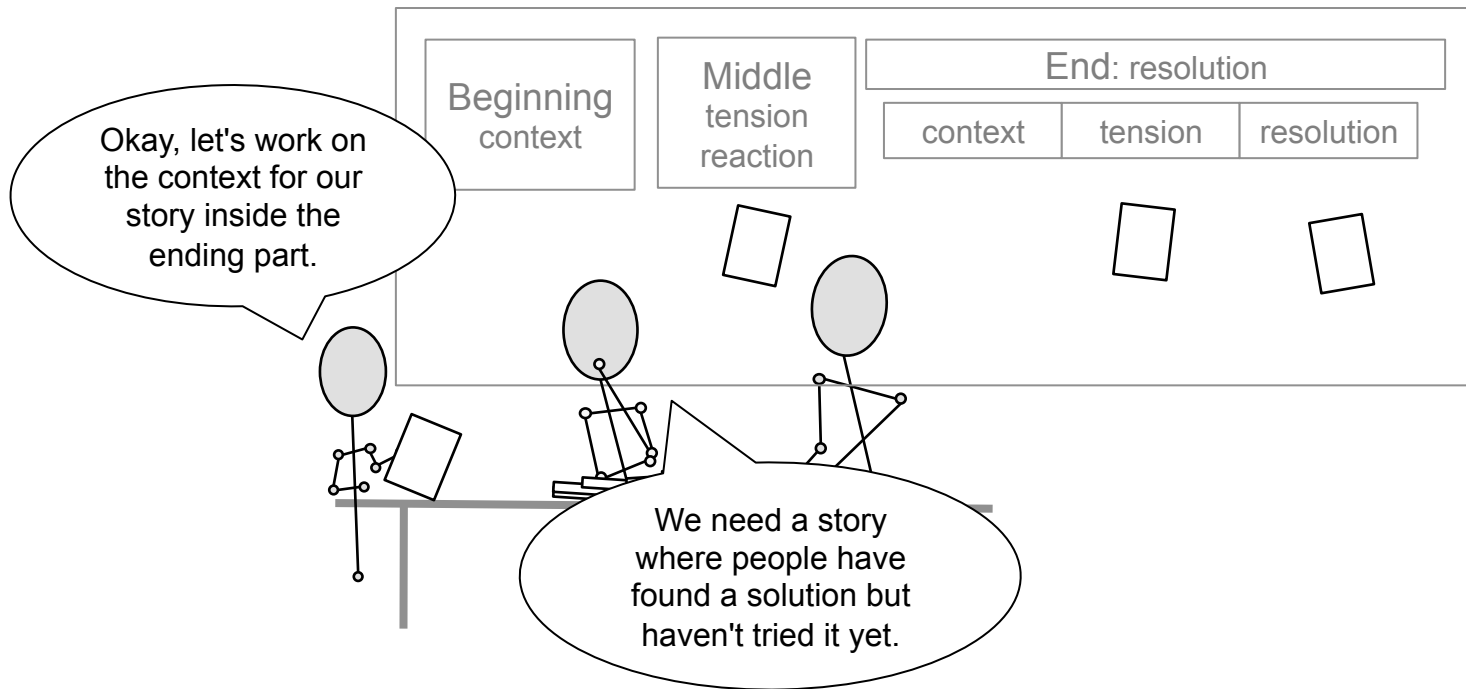 Beginning
context
Middle
tension
reaction
End: resolution
context
tension
resolution
Okay, let's work on
the context for our
story inside the
ending part.
We need a story
where people have
found a solution but
haven't tried it yet.